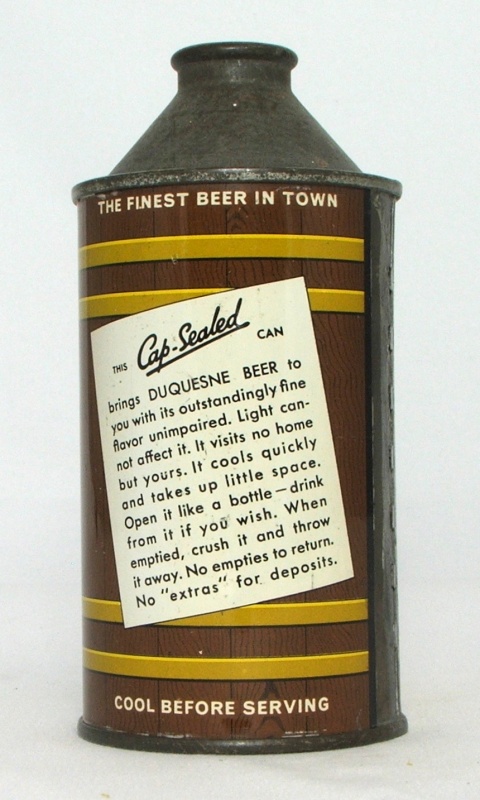 THE FINEST BEER IN TOWN
THIS Cap-Sealed CAN
brings DUQUESNE BEER to
you with its outstandingly fine
flavor unimpaired. Light can-
not affect it. It visits no home
but yours. It cools quickly
and takes up little space.
Open it like a bottle—drink
from it if you wish. When
emptied, crush it and throw
it away. No empties to return.
No "extras" for deposits.
COOL BEFORE SERVING